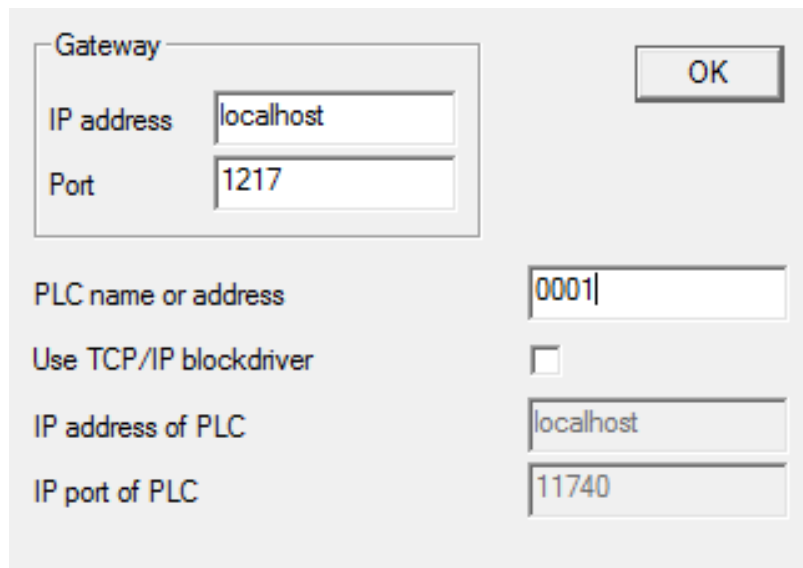 Gateway
OK
IP address localhost
Port 1217
PLC name or address 0001
Use TCP/IP blockdriver
IP address of PLC localhost
IP port of PLC 11740